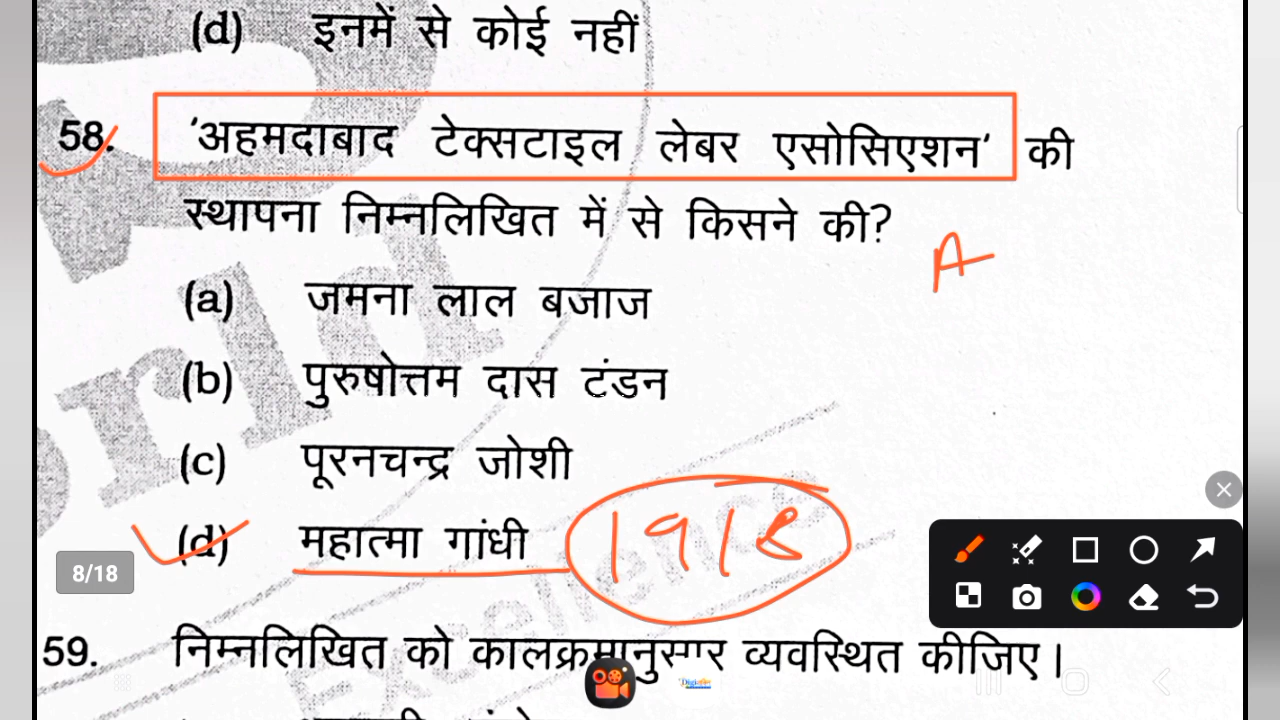 (d) इनमें से कोई नहीं
58. 'अहमदाबाद टेक्सटाइल लेबर एसोसिएशन' की
स्थापना निम्नलिखित में से किसने की?
A
(a) जमना लाल बजाज
(b) पुरुषोत्तम दास टंडन
(c) पूरनचन्द्र जोशी
(d) महात्मा गांधी 1918
8/18
59. निम्नलिखित को कालक्रमानुसार व्यवस्थित कीजिए।